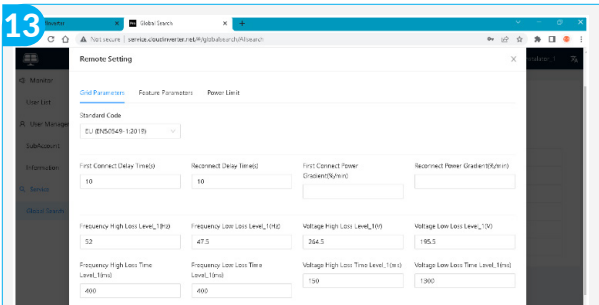 13
Inverter
Global Search
Not secure | service.cloudinverter.net/#/globalsearch/Allsearch
Remote Setting
Monitor
User List
User Manage
SubAccount
Information
Service
Global Search
Grid Parameters Feature Parameters Power Limit
Standard Code
EU (EN50549-1:2019)
First Connect Delay Time(s) Reconnect Delay Time(s) First Connect Power Gradient(%/min) Reconnect Power Gradient(%/min)
10 10
Frequency High Loss Level_1(Hz) Frequency Low Loss Level_1(Hz) Voltage High Loss Level_1(V) Voltage Low Loss Level_1(V)
52 47.5 264.5 195.5
Frequency High Loss Time Level_1(ms) Frequency Low Loss Time Level_1(ms) Voltage High Loss Time Level_1(ms) Voltage Low Loss Time Level_1(ms)
400 400 150 1300